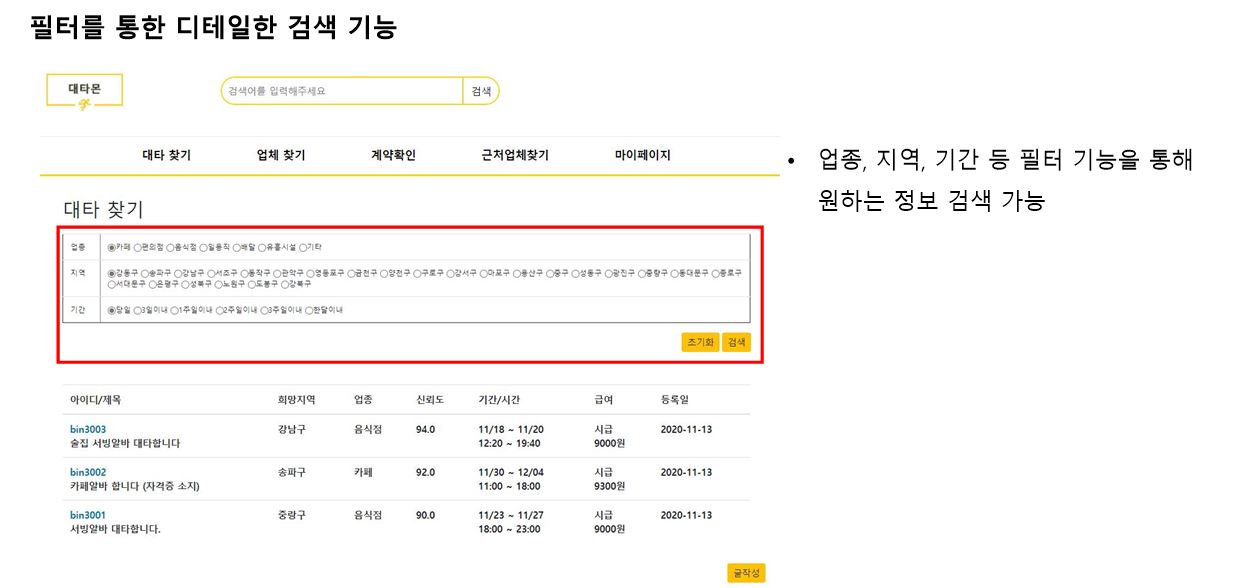 필터를 통한 디테일한 검색 기능
대타몬
검색어를 입력해주세요 검색
대타 찾기 업체 찾기 계약확인 근처업체찾기 마이페이지
• 업종, 지역, 기간 등 필터 기능을 통해
원하는 정보 검색 가능
대타 찾기
업종 카페 편의점 음식점 일용직 배달 유흥시설 기타
지역 강동구 송파구 강남구 서초구 동작구 관악구 영등포구 금천구 양천구 구로구 강서구 마포구 용산구 중구 성동구 광진구 중랑구 동대문구 종로구
서대문구 은평구 성북구 노원구 도봉구 강북구
기간 당일 3일이내 1주일이내 2주일이내 3주일이내 한달이내
초기화 검색
아이디/제목 희망지역 업종 신뢰도 기간/시간 급여 등록일
bin3003 강남구 음식점 94.0 11/18 ~ 11/20 시급 2020-11-13
술집 서빙알바 대타합니다 12:20 ~ 19:40 9000원
bin3002 송파구 카페 92.0 11/30 ~ 12/04 시급 2020-11-13
카페알바 합니다 (자격증 소지) 11:00 ~ 18:00 9300원
bin3001 중랑구 음식점 90.0 11/23 ~ 11/27 시급 2020-11-13
서빙알바 대타합니다. 18:00 ~ 23:00 9000원
글작성